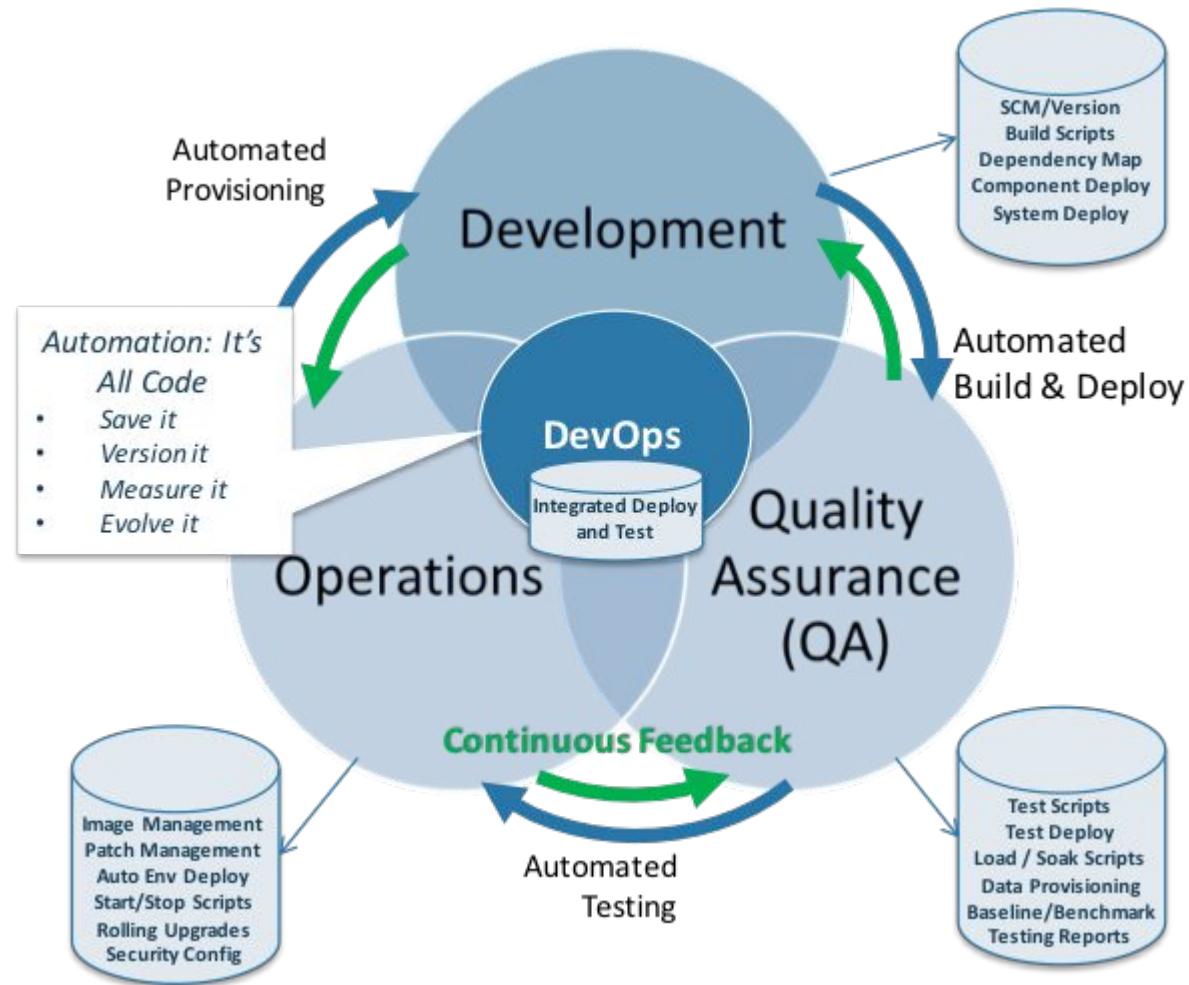 SCM/Version
Build Scripts
Dependency Map
Component Deploy
System Deploy
Automated
Provisioning
Development
Automation: It's
All Code
• Save it
• Version it
• Measure it
• Evolve it
Automated
Build & Deploy
DevOps
Integrated Deploy
and Test
Operations
Quality
Assurance
(QA)
Continuous Feedback
Image Management
Patch Management
Auto Env Deploy
Start/Stop Scripts
Rolling Upgrades
Security Config
Automated
Testing
Test Scripts
Test Deploy
Load / Soak Scripts
Data Provisioning
Baseline/Benchmark
Testing Reports